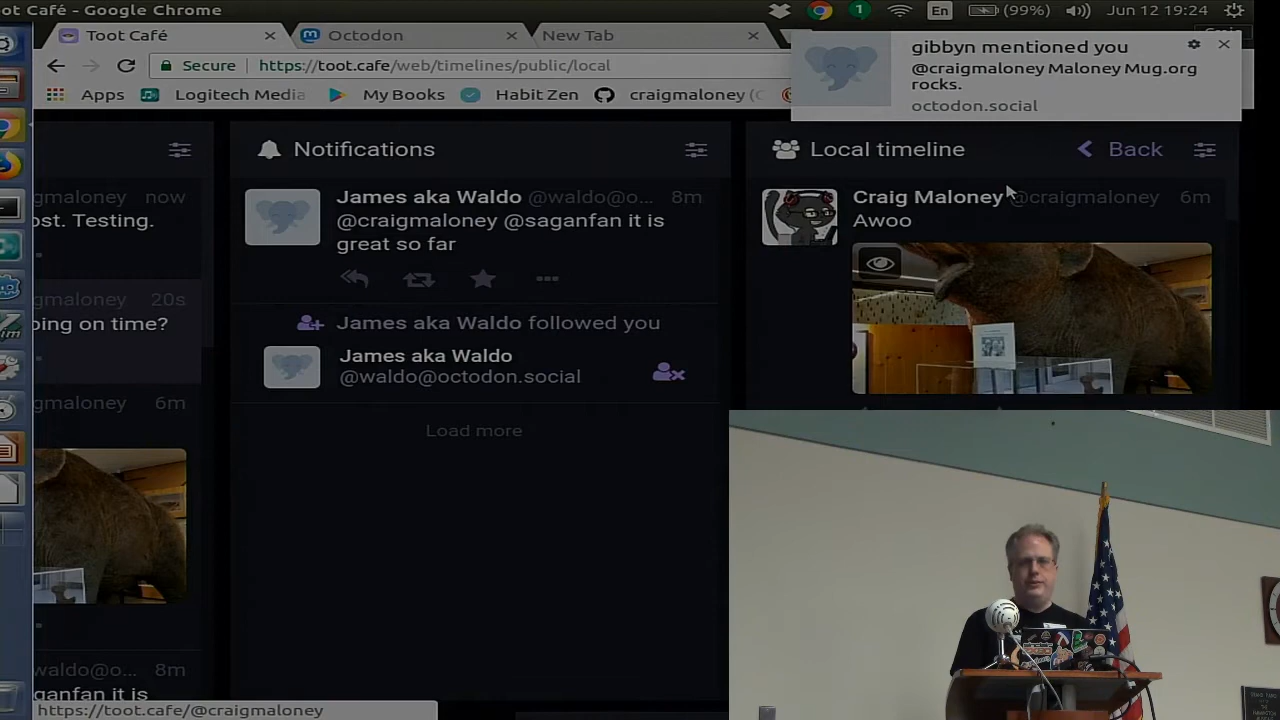 oot Café - Google Chrome
1
En
(99%)
Jun 12 19:24
Toot Café
Octodon
New Tab
Secure
https://toot.cafe/web/timelines/public/local
Apps
Logitech Media
My Books
Habit Zen
craigmaloney (
gibbyn mentioned you
@craigmaloney Maloney Mug.org
rocks.
octodon.social
gmaloney now
ost. Testing.
gmaloney 20s
oing on time?
gmaloney 6m
waldo@o... 8m
ganfan it is
Notifications
James aka Waldo @waldo@o... 8m
@craigmaloney @saganfan it is
great so far
James aka Waldo followed you
James aka Waldo
@waldo@octodon.social
Load more
Local timeline
Back
Craig Maloney @craigmaloney 6m
Awoo
https://toot.cafe/@craigmaloney